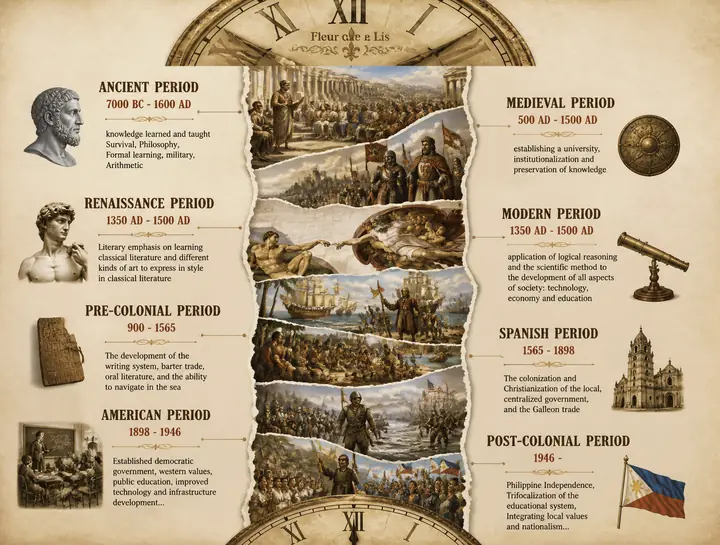 XI XII I
Fleur de e Lis
ANCIENT PERIOD
7000 BC - 1600 AD
knowledge learned and taught
Survival, Philosophy,
Formal learning, military,
Arithmetic
MEDIEVAL PERIOD
500 AD - 1500 AD
establishing a university,
institutionalization and
preservation of knowledge
RENAISSANCE PERIOD
1350 AD - 1500 AD
Literary emphasis on learning
classical literature and different
kinds of art to express in style
in classical literature
MODERN PERIOD
1350 AD - 1500 AD
application of logical reasoning
and the scientific method to
the development of all aspects
of society: technology,
economy and education
PRE-COLONIAL PERIOD
900 - 1565
The development of the
writing system, barter trade,
oral literature, and the ability
to navigate in the sea
SPANISH PERIOD
1565 - 1898
The colonization and
Christianization of the local,
centralized government,
and the Galleon trade
AMERICAN PERIOD
1898 - 1946
Established democratic
government, western values,
public education, improved
technology and infrastructure
development...
POST-COLONIAL PERIOD
1946 -
Philippine Independence,
Trifocalization of the
educational system,
Integrating local values
and nationalism...
XII